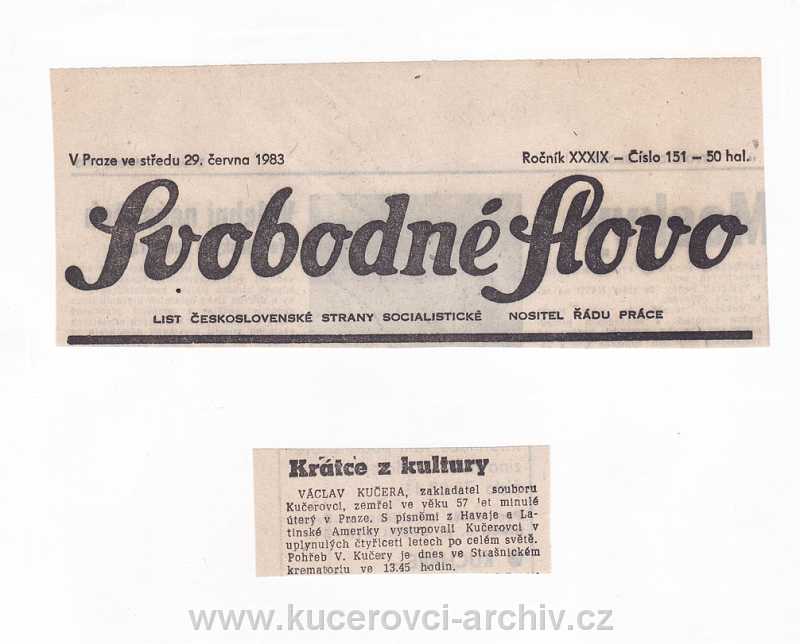 V Praze ve středu 29. června 1983
Ročník XXXIX — Číslo 151 — 50 hal.
Svobodné slovo
LIST ČESKOSLOVENSKÉ STRANY SOCIALISTICKÉ NOSITEL ŘÁDU PRÁCE
Krátce z kultury
VÁCLAV KUČERA, zakladatel souboru
Kučerovci, zemřel ve věku 57 let minulé
úterý v Praze. S písněmi z Havaje a La-
tinské Ameriky vystupovali Kučerovci v
uplynulých čtyřiceti letech po celém světě.
Pohřeb V. Kučery je dnes ve Strašnickém
krematoriu ve 13.45 hodin.
www.kucerovci-archiv.cz